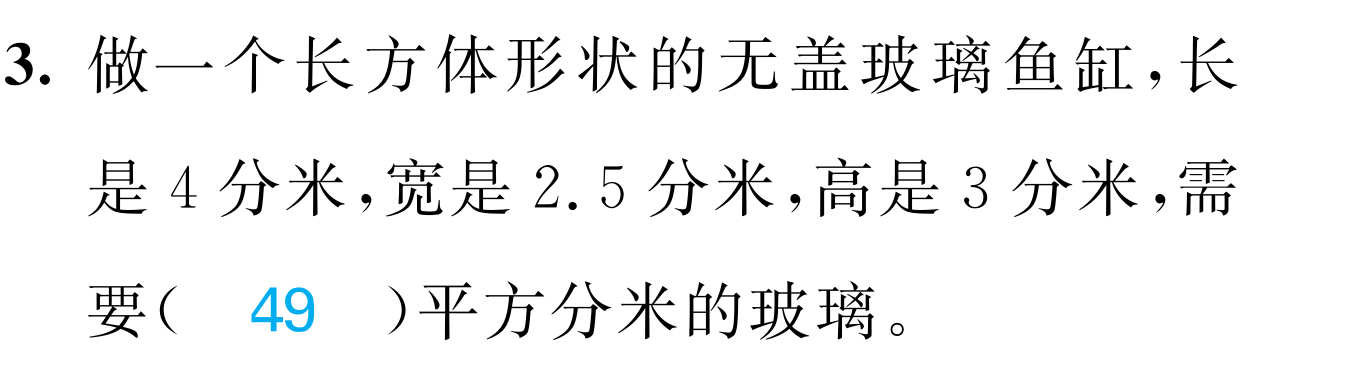 3. 做一个长方体形状的无盖玻璃鱼缸,长
是 4 分米,宽是 2.5 分米,高是 3 分米,需
要( 49 )平方分米的玻璃。